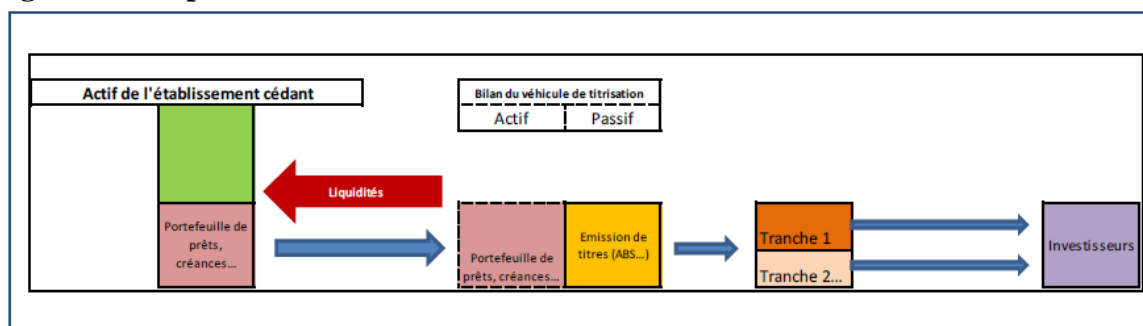 Actif de l'établissement cédant
Bilan du véhicule de titrisation
Actif
Passif
Liquidités
Portefeuille de
prêts,
créances...
Portefeuille de
prêts, créances...
Emission de
titres (ABS...)
Tranche 1
Tranche 2...
Investisseurs